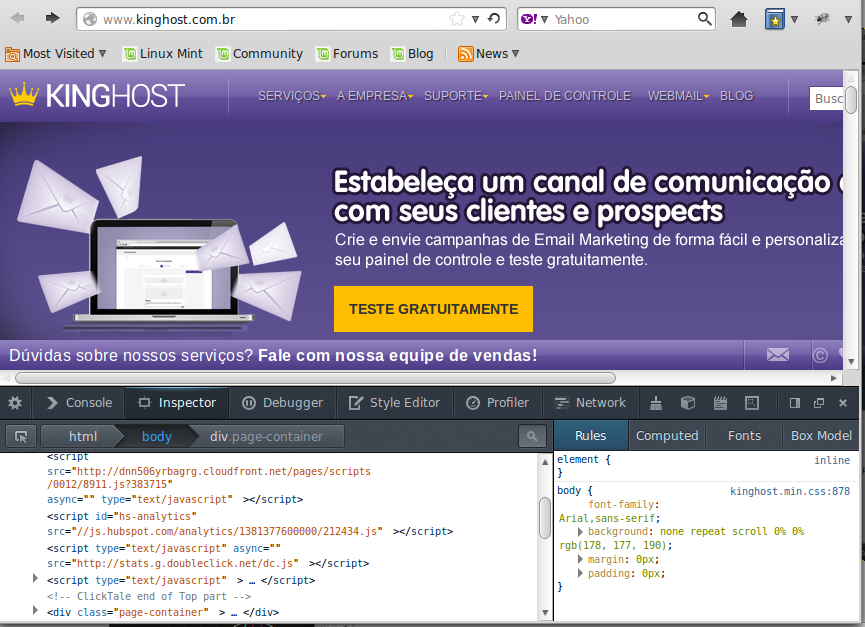 www.kinghost.com.br
Yahoo
Most Visited
Linux Mint
Community
Forums
Blog
News
KINGHOST
SERVIÇOS
A EMPRESA
SUPORTE
PAINEL DE CONTROLE
WEBMAIL
BLOG
Busc
Estabeleça um canal de comunicação
com seus clientes e prospects
Crie e envie campanhas de Email Marketing de forma fácil e personaliza
seu painel de controle e teste gratuitamente.
TESTE GRATUITAMENTE
Dúvidas sobre nossos serviços? Fale com nossa equipe de vendas!
©
Console
Inspector
Debugger
Style Editor
Profiler
Network
html
body
div.page-container
Rules
Computed
Fonts
Box Model
<script
src="http://dnn506yrbagrg.cloudfront.net/pages/scripts
/0012/8911.js?383715"
async="" type="text/javascript" ></script>
<script id="hs-analytics"
src="//js.hubspot.com/analytics/1381377600000/212434.js" ></script>
<script type="text/javascript" async=""
src="http://stats.g.doubleclick.net/dc.js" ></script>
<script type="text/javascript" > … </script>
<!-- ClickTale end of Top part -->
<div class="page-container" > … </div>
element { inline
}
body { kinghost.min.css:878
font-family:
Arial,sans-serif;
background: none repeat scroll 0% 0%
rgb(178, 177, 190);
margin: 0px;
padding: 0px;
}